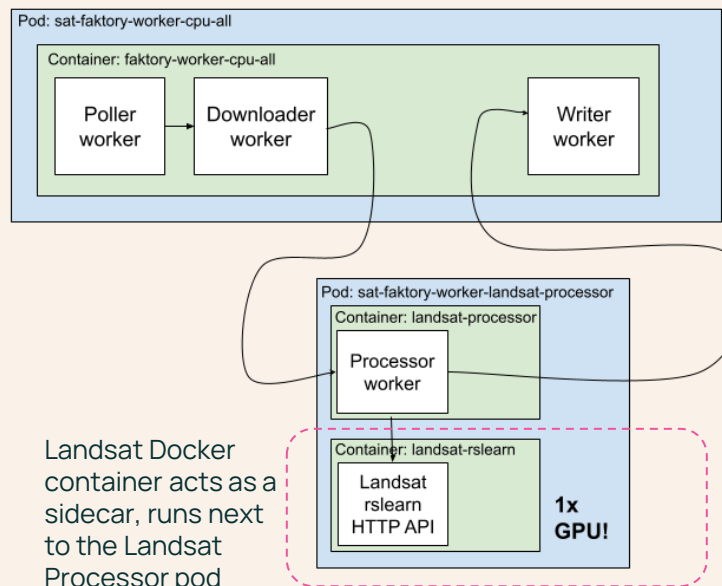 Pod: sat-faktory-worker-cpu-all
Container: faktory-worker-cpu-all
Poller
worker
Downloader
worker
Writer
worker
Pod: sat-faktory-worker-landsat-processor
Container: landsat-processor
Processor
worker
Container: landsat-rslearn
Landsat
rslearn
HTTP API
1x
GPU!
Landsat Docker
container acts as a
sidecar, runs next
to the Landsat
Processor pod